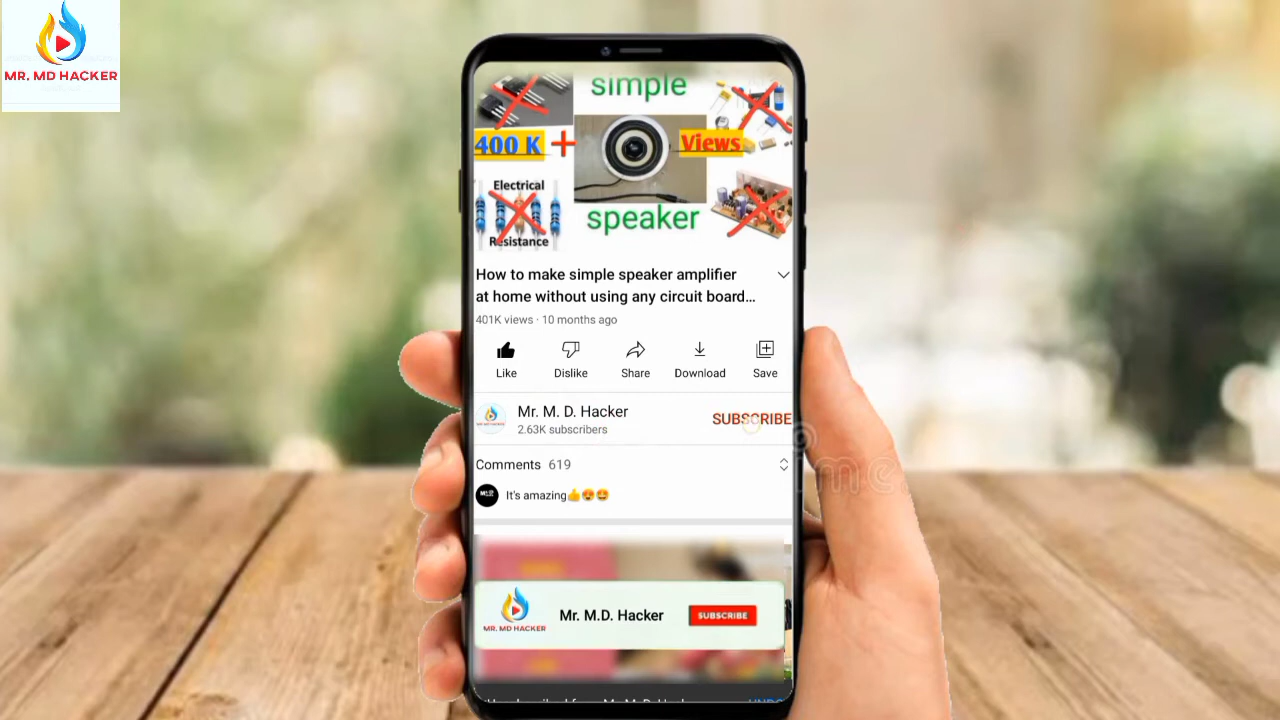 MR. MD HACKER
simple
400 K +
Views
Electrical
Resistance
speaker
How to make simple speaker amplifier
at home without using any circuit board...
401K views · 10 months ago
Like
Dislike
Share
Download
Save
Mr. M. D. Hacker
2.63K subscribers
SUBSCRIBE
Comments 619
It's amazing👍😍🤩
MR. MD HACKER
Mr. M.D. Hacker
SUBSCRIBE